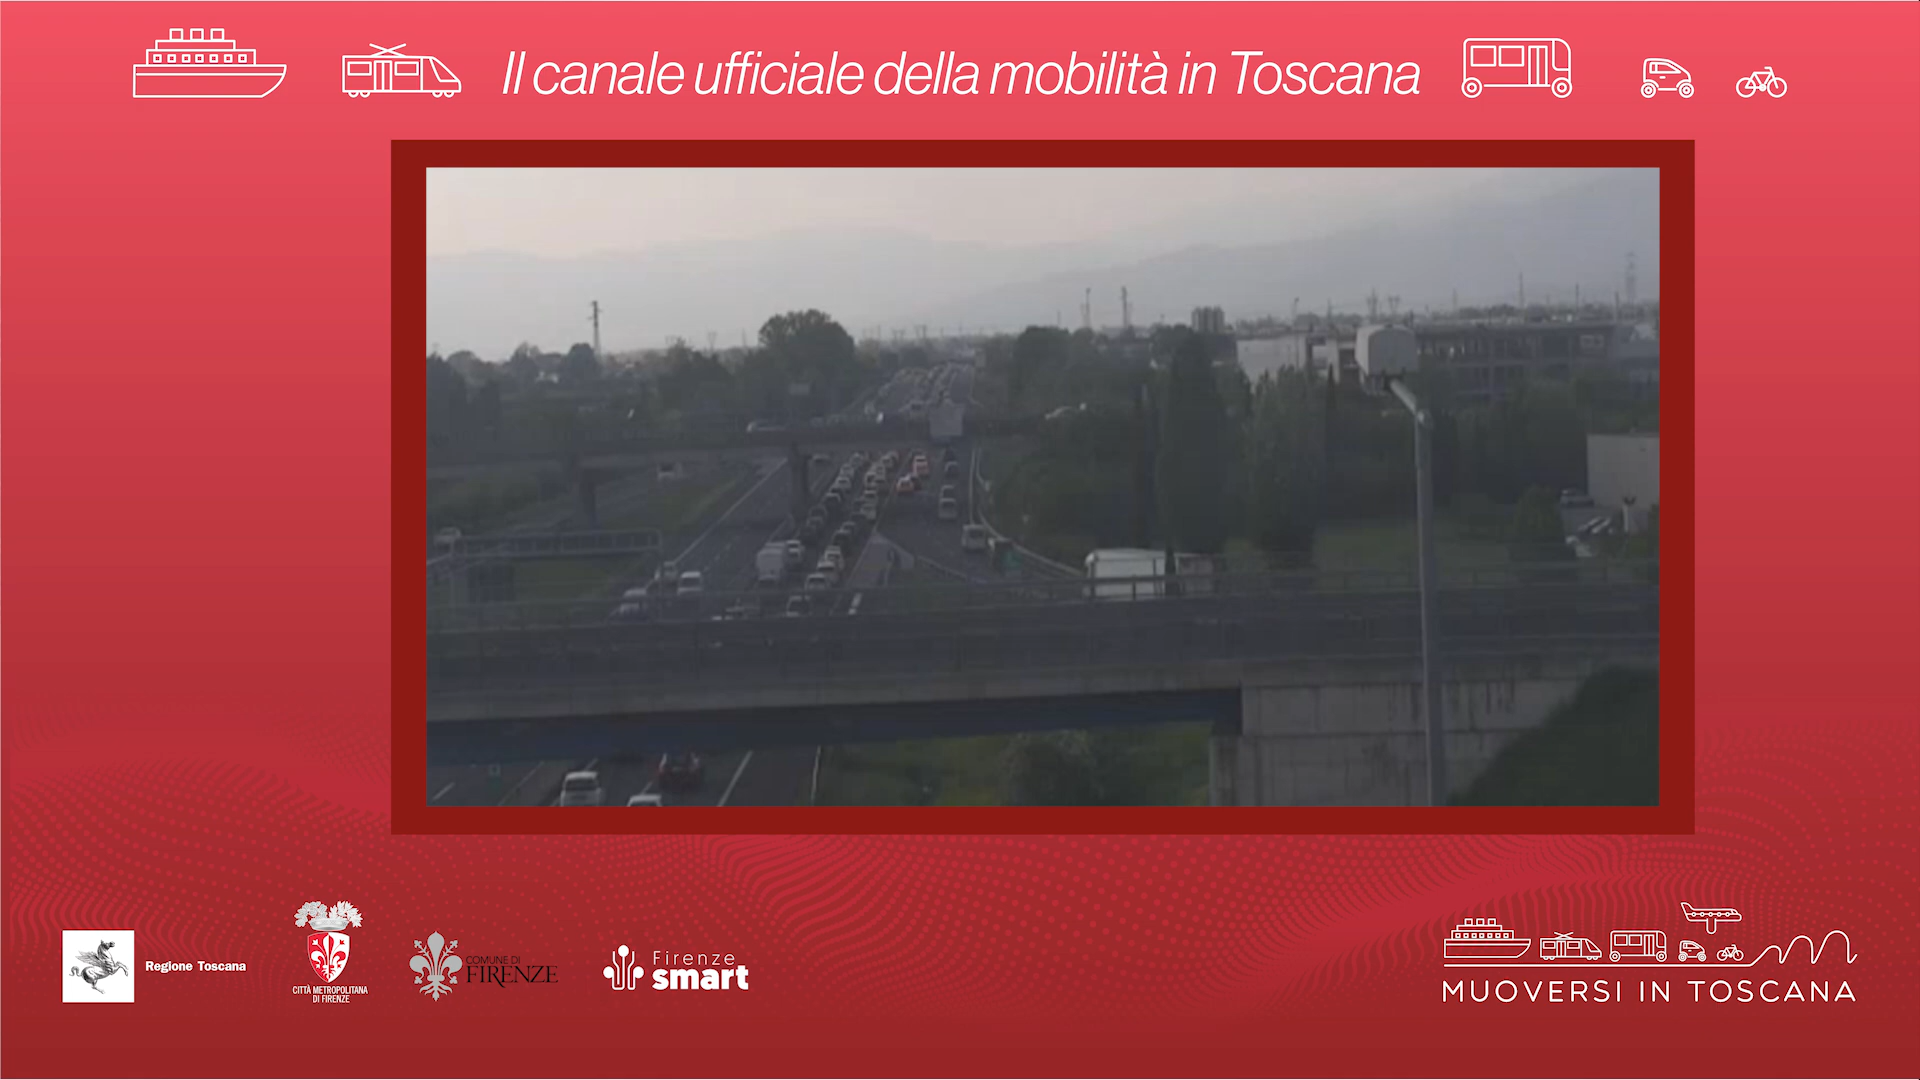 Il canale ufficiale della mobilità in Toscana
Regione Toscana
CITTÀ METROPOLITANA
DI FIRENZE
COMUNE DI
FIRENZE
Firenze
smart
MUOVERSI IN TOSCANA